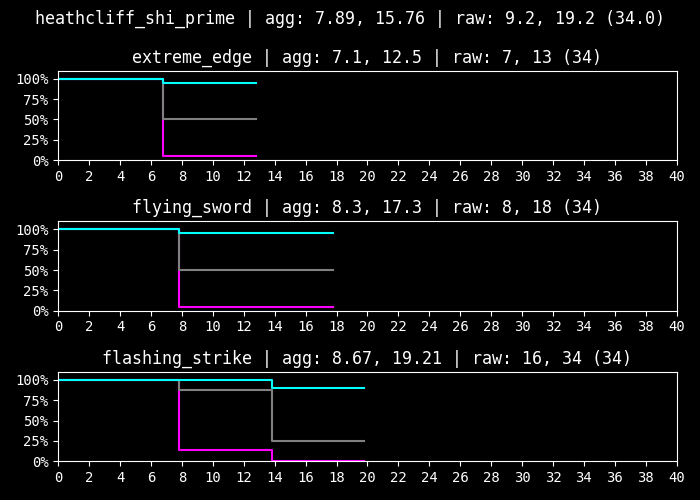 heathcliff_shi_prime | agg: 7.89, 15.76 | raw: 9.2, 19.2 (34.0)
extreme_edge | agg: 7.1, 12.5 | raw: 7, 13 (34)
100%
75%
50%
25%
0%
0 2 4 6 8 10 12 14 16 18 20 22 24 26 28 30 32 34 36 38 40
flying_sword | agg: 8.3, 17.3 | raw: 8, 18 (34)
100%
75%
50%
25%
0%
0 2 4 6 8 10 12 14 16 18 20 22 24 26 28 30 32 34 36 38 40
flashing_strike | agg: 8.67, 19.21 | raw: 16, 34 (34)
100%
75%
50%
25%
0%
0 2 4 6 8 10 12 14 16 18 20 22 24 26 28 30 32 34 36 38 40